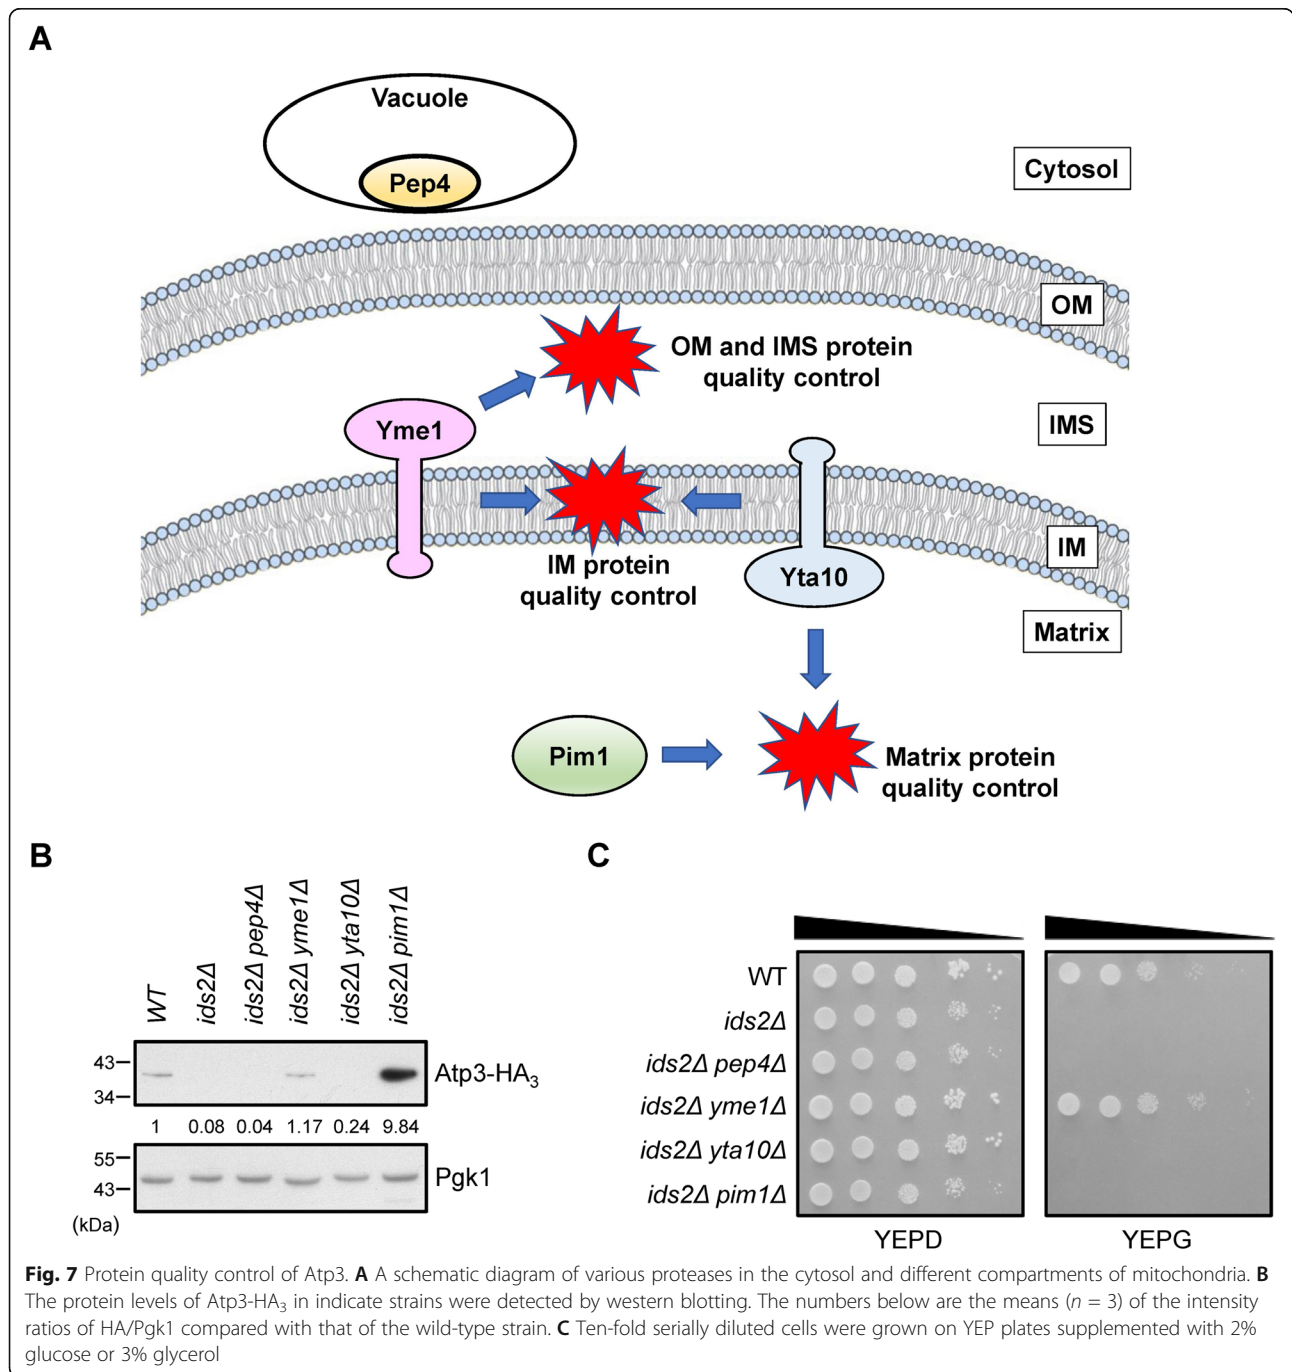 A
Vacuole
Pep4
Cytosol
OM
OM and IMS protein
quality control
Yme1
IMS
IM
IM protein
quality control
Yta10
Matrix
Pim1
Matrix protein
quality control
B
WT
ids2Δ
ids2Δ pep4Δ
ids2Δ yme1Δ
ids2Δ yta10Δ
ids2Δ pim1Δ
43
34
Atp3-HA₃
1 0.08 0.04 1.17 0.24 9.84
55
43
Pgk1
(kDa)
C
WT
ids2Δ
ids2Δ pep4Δ
ids2Δ yme1Δ
ids2Δ yta10Δ
ids2Δ pim1Δ
YEPD YEPG
Fig. 7 Protein quality control of Atp3. A A schematic diagram of various proteases in the cytosol and different compartments of mitochondria. B
The protein levels of Atp3-HA₃ in indicate strains were detected by western blotting. The numbers below are the means (n = 3) of the intensity
ratios of HA/Pgk1 compared with that of the wild-type strain. C Ten-fold serially diluted cells were grown on YEP plates supplemented with 2%
glucose or 3% glycerol